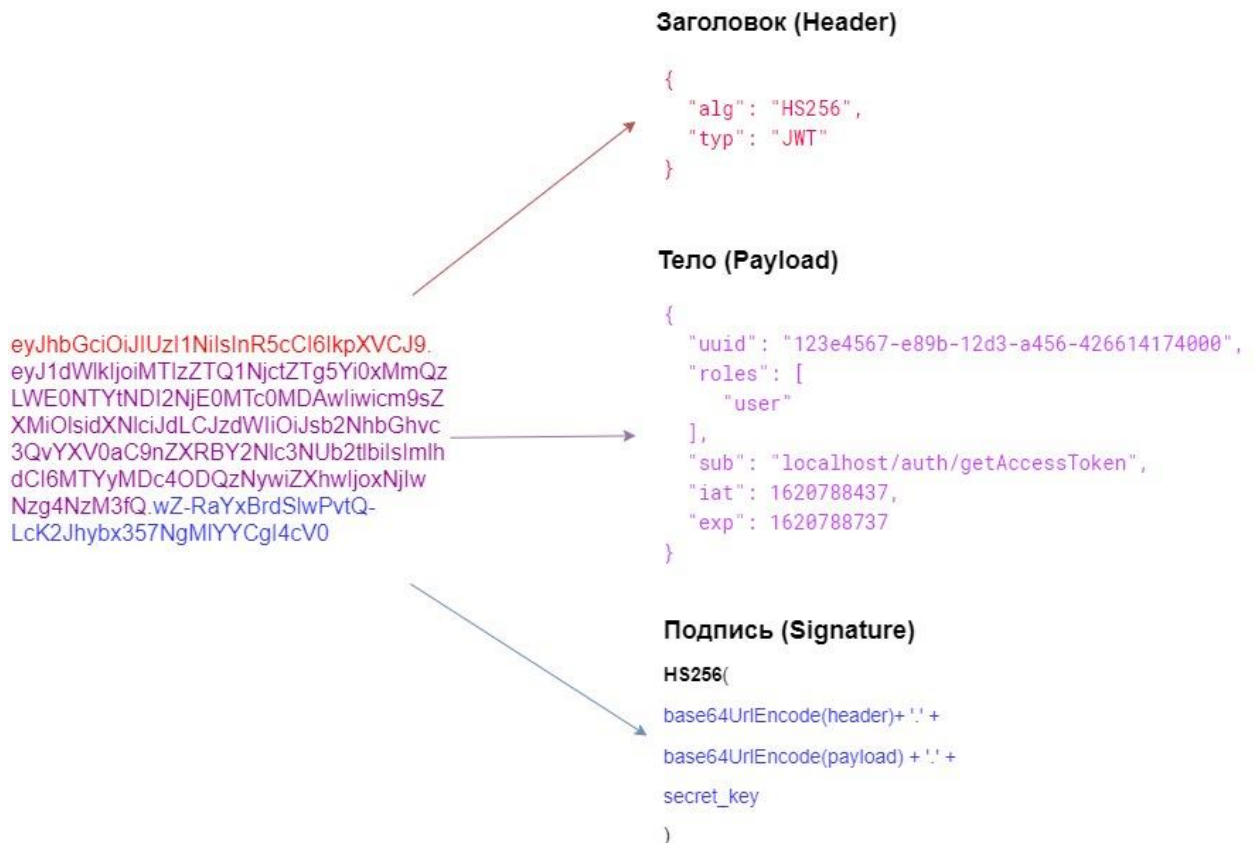 Заголовок (Header)
{
"alg": "HS256",
"typ": "JWT"
}
Тело (Payload)
{
"uuid": "123e4567-e89b-12d3-a456-426614174000",
"roles": [
"user"
],
"sub": "localhost/auth/getAccessToken",
"iat": 1620788437,
"exp": 1620788737
}
eyJhbGciOiJIUzI1NiIsInR5cCI6IkpXVCJ9.
eyJ1dWlkIjoiMTIzZTQ1NjctZTg5Yi0xMmQz
LWE0NTYtNDI2NjE0MTc0MDAwIiwicm9sZ
XMiOlsidXNlciJdLCJzdWIiOiJsb2NhbGhvc
3QvYXV0aC9nZXRBY2Nlc3NUb2tlbiIsImlh
dCI6MTYyMDc4ODQzNywiZXhwIjoxNjIw
Nzg4NzM3fQ.wZ-RaYxBrdSlwPvtQ-
LcK2Jhybx357NgMlYYCgI4cV0
Подпись (Signature)
HS256(
base64UrlEncode(header)+ '.' +
base64UrlEncode(payload) + '.' +
secret_key
)